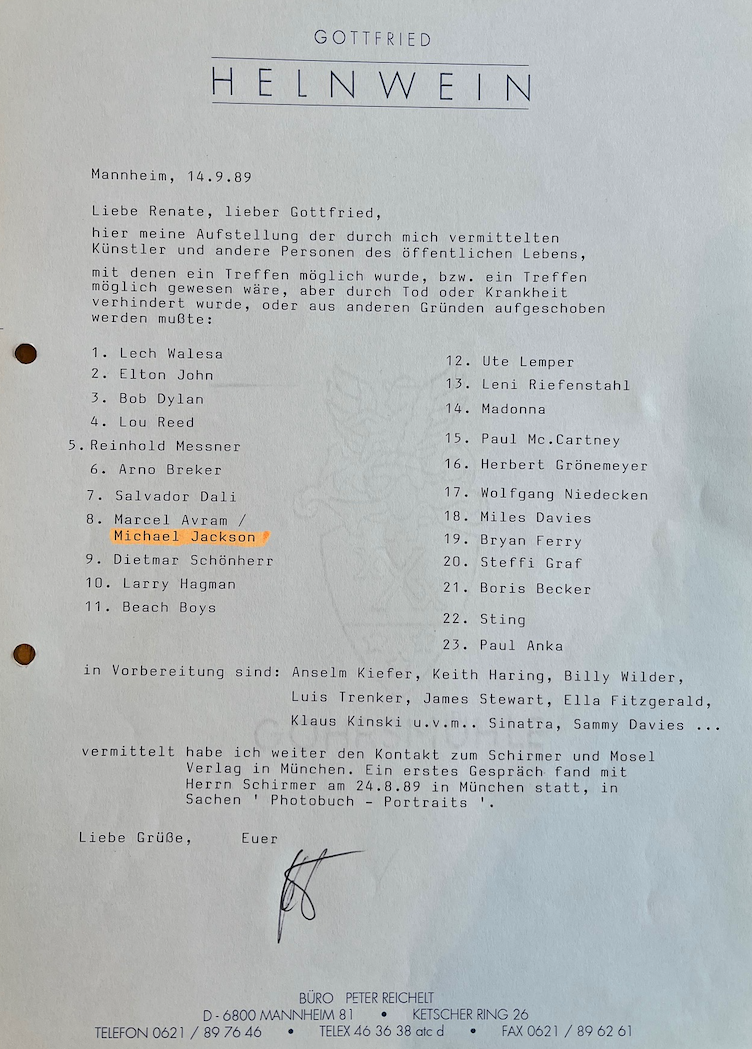 GOTTFRIED
HELNWEIN
Mannheim, 14.9.89
Liebe Renate, lieber Gottfried,
hier meine Aufstellung der durch mich vermittelten
Künstler und andere Personen des öffentlichen Lebens,
mit denen ein Treffen möglich wurde, bzw. ein Treffen
möglich gewesen wäre, aber durch Tod oder Krankheit
verhindert wurde, oder aus anderen Gründen aufgeschoben
werden mußte:
1. Lech Walesa
2. Elton John
3. Bob Dylan
4. Lou Reed
5. Reinhold Messner
6. Arno Breker
7. Salvador Dali
8. Marcel Avram /
Michael Jackson
9. Dietmar Schönherr
10. Larry Hagman
11. Beach Boys
12. Ute Lemper
13. Leni Riefenstahl
14. Madonna
15. Paul Mc.Cartney
16. Herbert Grönemeyer
17. Wolfgang Niedecken
18. Miles Davies
19. Bryan Ferry
20. Steffi Graf
21. Boris Becker
22. Sting
23. Paul Anka
in Vorbereitung sind: Anselm Kiefer, Keith Haring, Billy Wilder,
Luis Trenker, James Stewart, Ella Fitzgerald,
Klaus Kinski u.v.m.. Sinatra, Sammy Davies ...
vermittelt habe ich weiter den Kontakt zum Schirmer und Mosel
Verlag in München. Ein erstes Gespräch fand mit
Herrn Schirmer am 24.8.89 in München statt, in
Sachen ' Photobuch - Portraits '.
Liebe Grüße, Euer
BÜRO PETER REICHELT
D - 6800 MANNHEIM 81 • KETSCHER RING 26
TELEFON 0621 / 89 76 46 • TELEX 46 36 38 atc d • FAX 0621 / 89 62 61